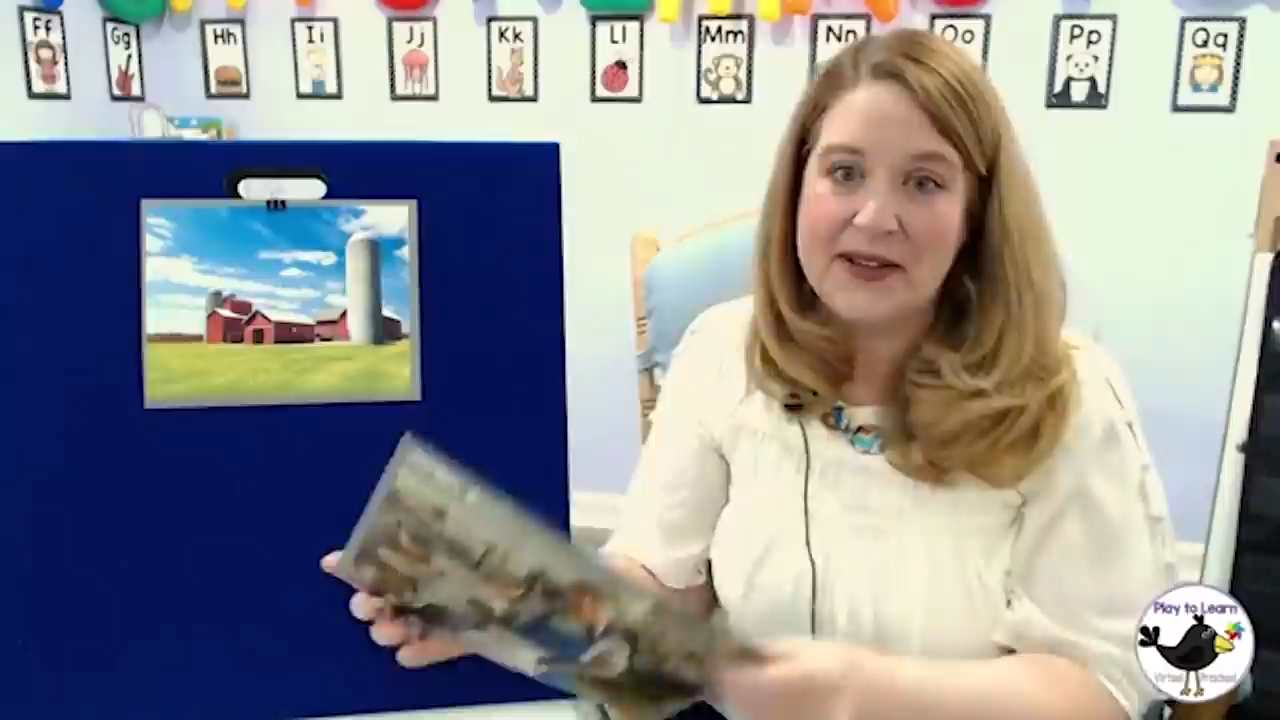 Ff
Gg
Hh
Ii
Jj
Kk
Ll
Mm
Nn
Oo
Pp
Qq
Play to Learn
Virtual Preschool